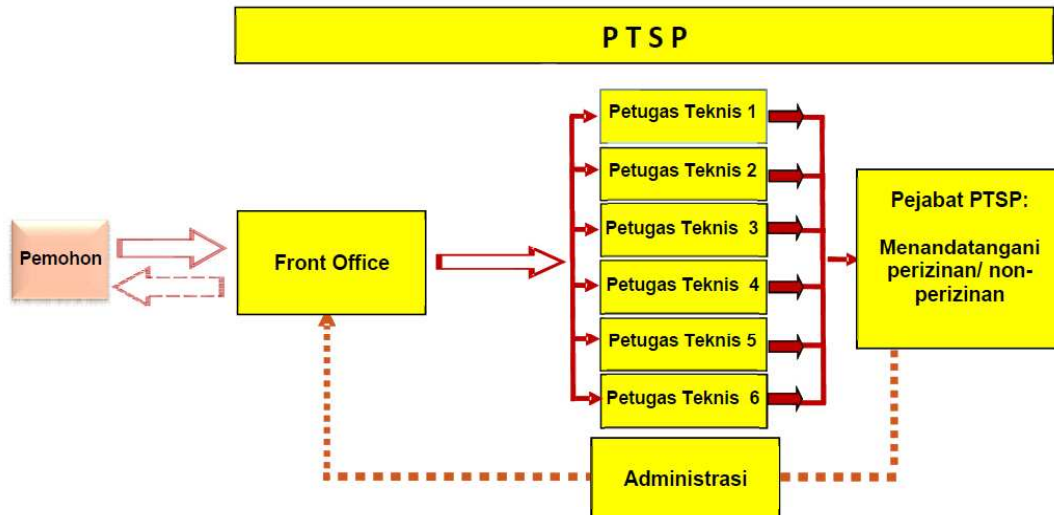 P T S P
Pemohon
Front Office
Petugas Teknis 1
Petugas Teknis 2
Petugas Teknis 3
Petugas Teknis 4
Petugas Teknis 5
Petugas Teknis 6
Pejabat PTSP:
Menandatangani
perizinan/ non-
perizinan
Administrasi